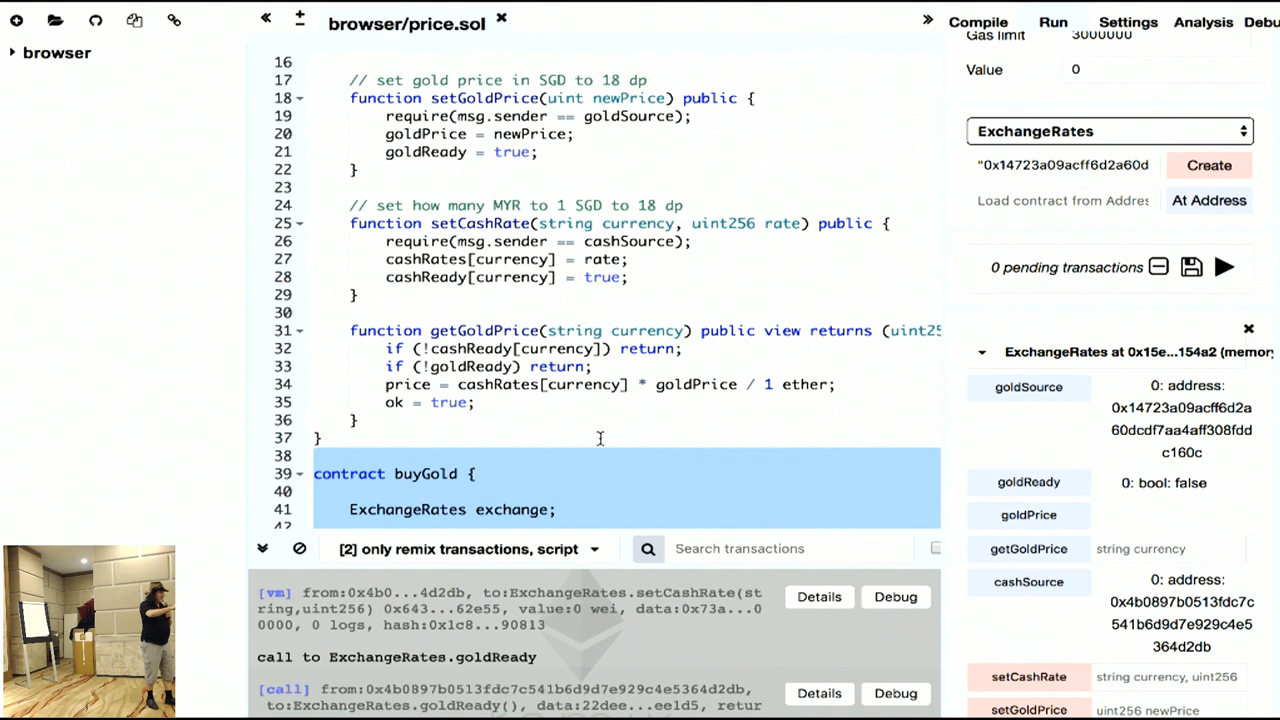 browser/price.sol
Compile Run Settings Analysis
browser
16
17 // set gold price in SGD to 18 dp
18 function setGoldPrice(uint newPrice) public {
19 require(msg.sender == goldSource);
20 goldPrice = newPrice;
21 goldReady = true;
22 }
23
24 // set how many MYR to 1 SGD to 18 dp
25 function setCashRate(string currency, uint256 rate) public {
26 require(msg.sender == cashSource);
27 cashRates[currency] = rate;
28 cashReady[currency] = true;
29 }
30
31 function getGoldPrice(string currency) public view returns (uint25
32 if (!cashReady[currency]) return;
33 if (!goldReady) return;
34 price = cashRates[currency] * goldPrice / 1 ether;
35 ok = true;
36 }
37 }
38
39 contract buyGold {
40
41 ExchangeRates exchange;
42
[2] only remix transactions, script
Search transactions
[vm] from:0x4b0...4d2db, to:ExchangeRates.setCashRate(st
ring,uint256) 0x643...62e55, value:0 wei, data:0x73a...0
0000, 0 logs, hash:0x1c8...90813
Details Debug
call to ExchangeRates.goldReady
[call] from:0x4b0897b0513fdc7c541b6d9d7e929c4e5364d2db,
to:ExchangeRates.goldReady(), data:22dee...ee1d5, retur
Details Debug
Gas limit 3000000
Value 0
ExchangeRates
"0x14723a09acff6d2a60d Create
Load contract from Addres At Address
0 pending transactions
ExchangeRates at 0x15e...154a2 (memory
goldSource 0: address:
0x14723a09acff6d2a
60dcdf7aa4aff308fdd
c160c
goldReady 0: bool: false
goldPrice
getGoldPrice string currency
cashSource 0: address:
0x4b0897b0513fdc7c
541b6d9d7e929c4e5
364d2db
setCashRate string currency, uint256
setGoldPrice uint256 newPrice